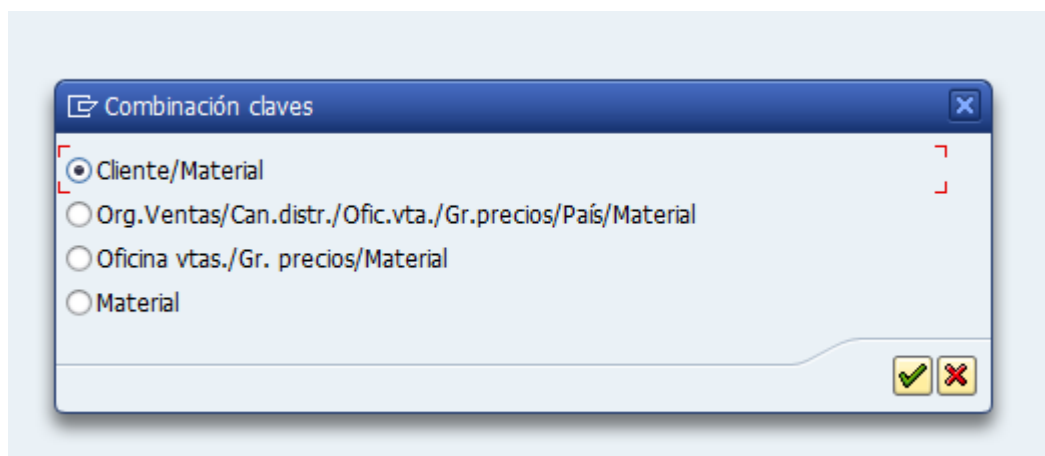 Combinación claves
Cliente/Material
Org.Ventas/Can.distr./Ofic.vta./Gr.precios/País/Material
Oficina vtas./Gr. precios/Material
Material